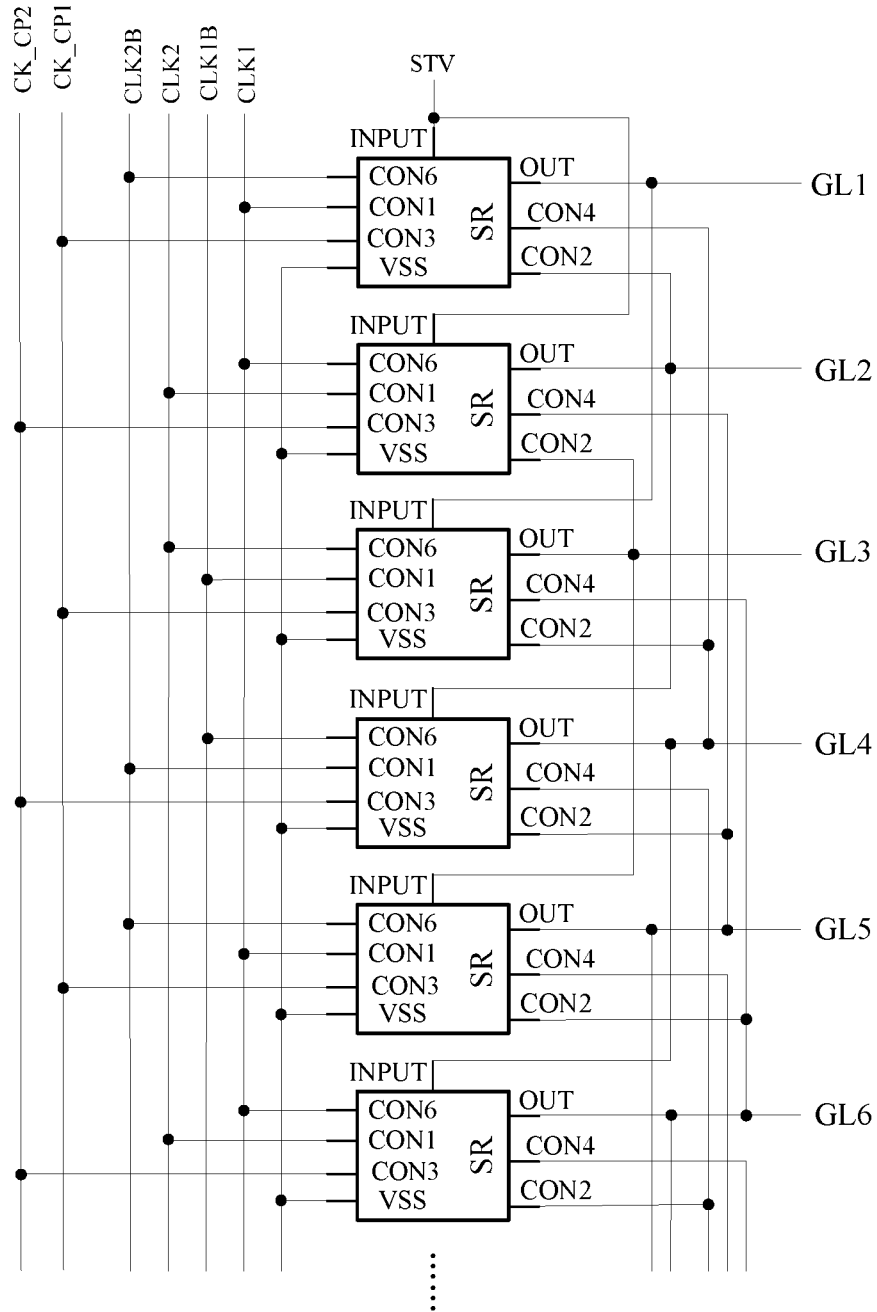 CK_CP2
CK_CP1
CLK2B
CLK2
CLK1B
CLK1
STV
INPUT
CON6
CON1
CON3
VSS
SR
OUT
CON4
CON2
GL1
INPUT
CON6
CON1
CON3
VSS
SR
OUT
CON4
CON2
GL2
INPUT
CON6
CON1
CON3
VSS
SR
OUT
CON4
CON2
GL3
INPUT
CON6
CON1
CON3
VSS
SR
OUT
CON4
CON2
GL4
INPUT
CON6
CON1
CON3
VSS
SR
OUT
CON4
CON2
GL5
INPUT
CON6
CON1
CON3
VSS
SR
OUT
CON4
CON2
GL6